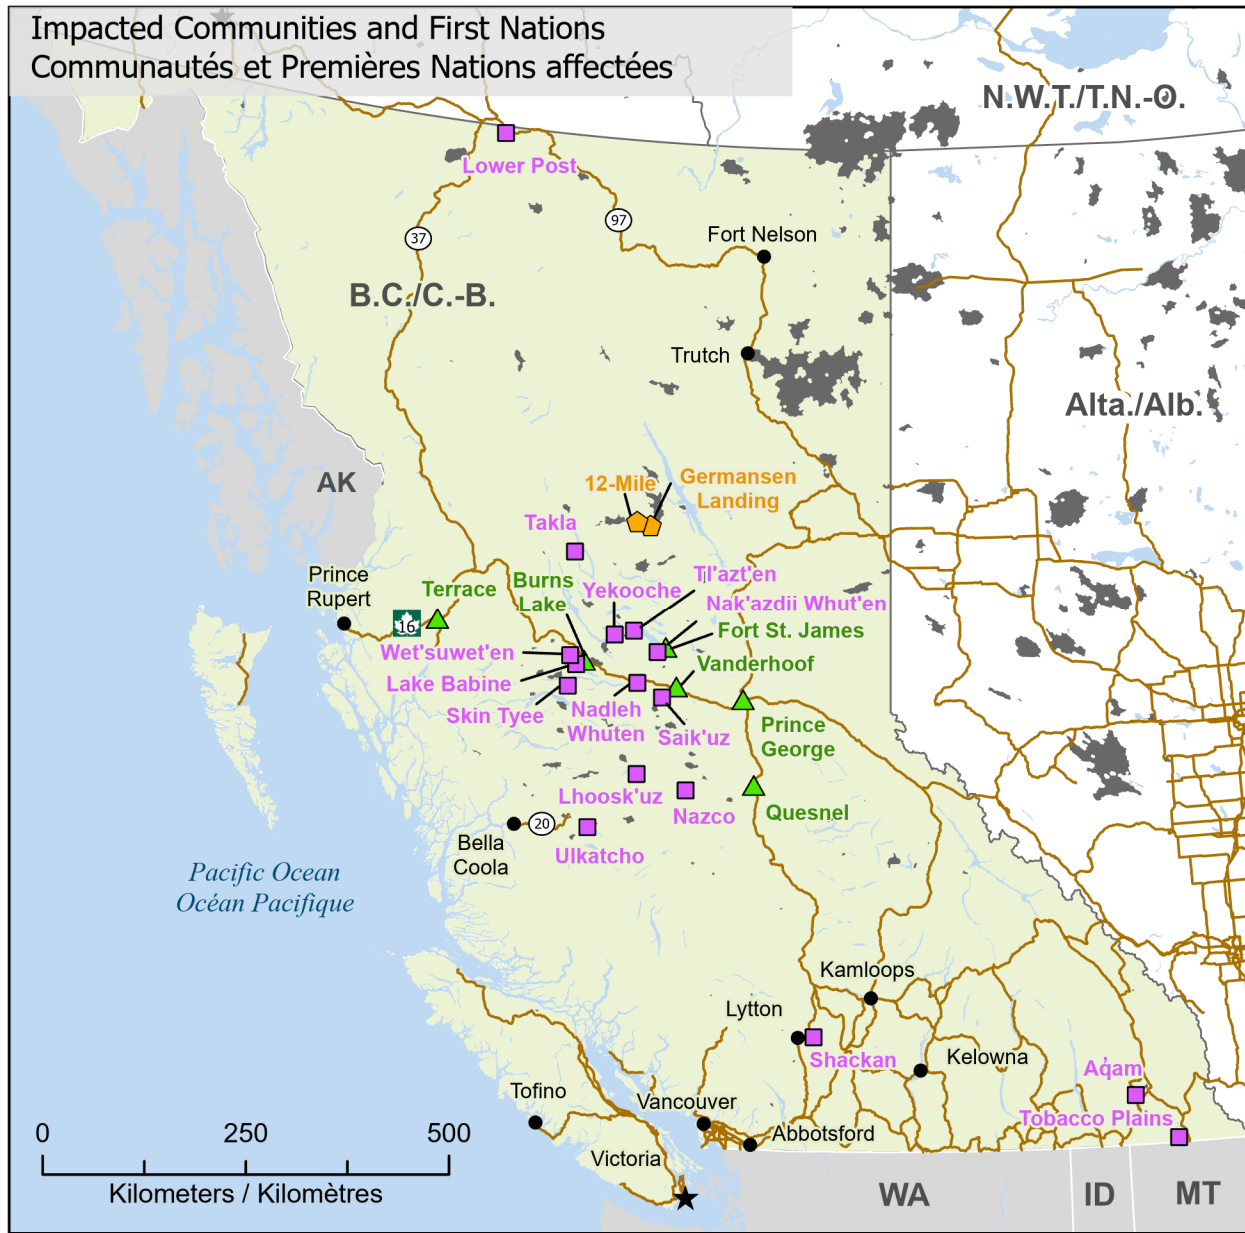 Impacted Communities and First Nations
Communautés et Premières Nations affectées
N.W.T./T.N.-O.
Lower Post
97
37
Fort Nelson
B.C./C.-B.
Trutch
Alta./Alb.
AK
12-Mile
Germansen
Landing
Takla
Prince
Rupert
16
Terrace
Burns
Lake
Yekooche
Tl'azt'en
Nak'azdii Whut'en
Fort St. James
Wet'suwet'en
Vanderhoof
Lake Babine
Skin Tyee
Nadleh
Whuten
Saik'uz
Prince
George
Lhoosk'uz
Nazco
Quesnel
20
Bella
Coola
Ulkatcho
Pacific Ocean
Océan Pacifique
Kamloops
Lytton
Shackan
Kelowna
Aq̓am
Tobacco Plains
Tofino
Vancouver
Abbotsford
Victoria
0 250 500
Kilometers / Kilomètres
WA
ID
MT